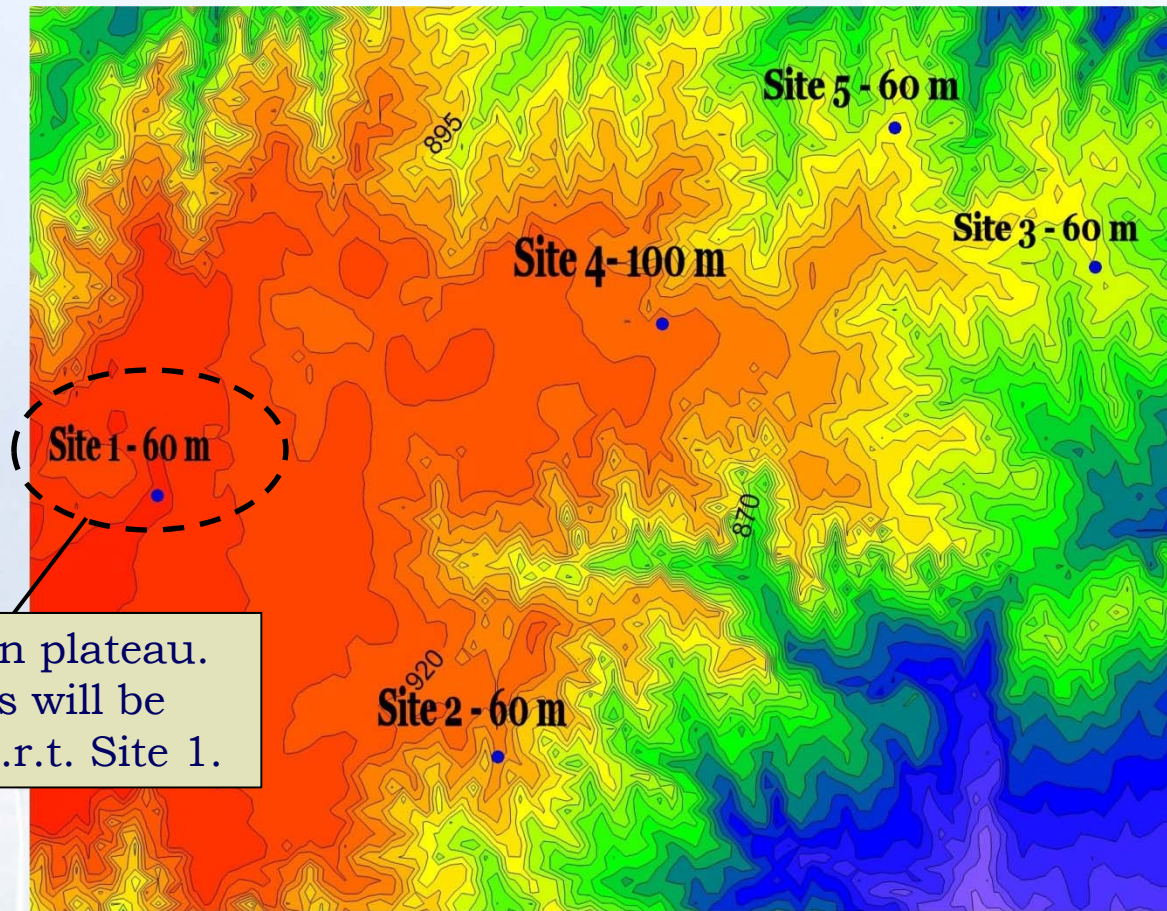 Site 5 - 60 m
895
Site 3 - 60 m
Site 4- 100 m
Site 1 - 60 m
870
n plateau.
s will be
.r.t. Site 1.
920
Site 2 - 60 m